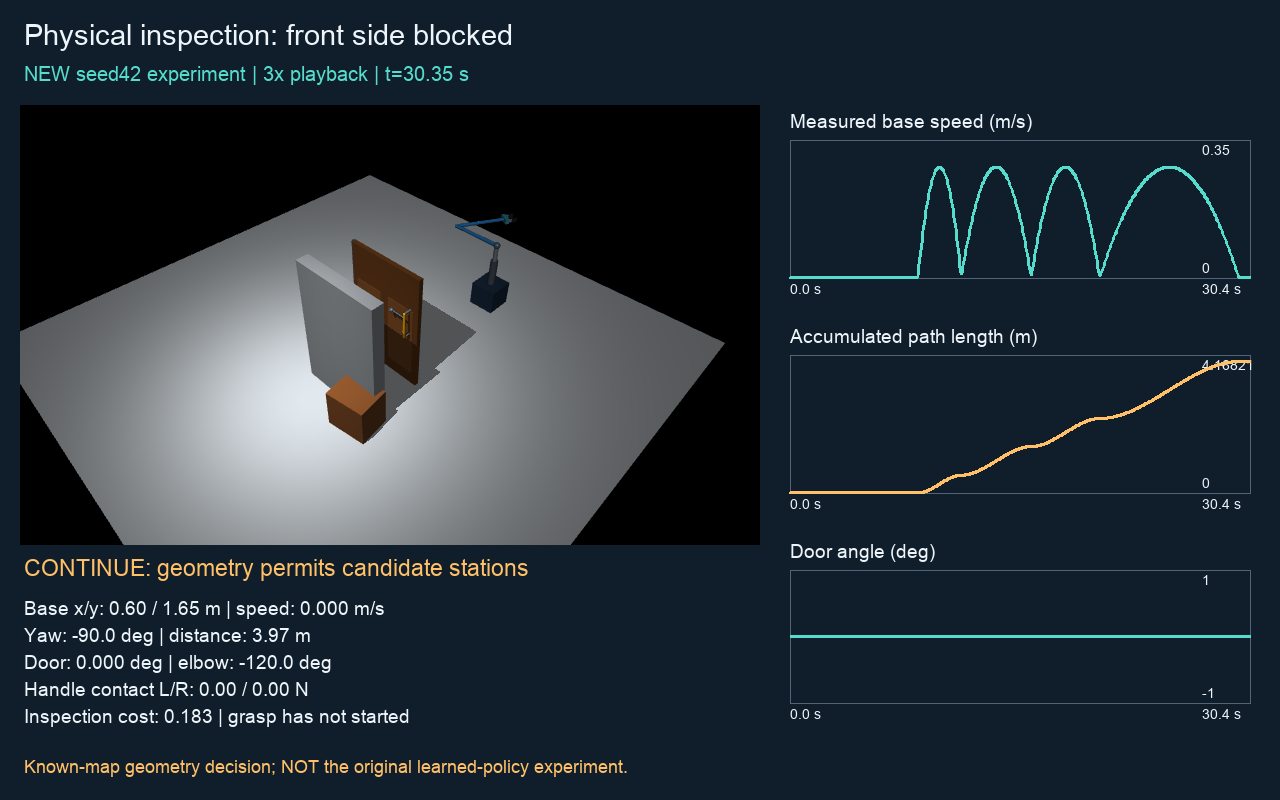 Physical inspection: front side blocked
NEW seed42 experiment | 3x playback | t=30.35 s
Measured base speed (m/s)
0.35
0
0.0 s
30.4 s
Accumulated path length (m)
4.16821
0
0.0 s
30.4 s
Door angle (deg)
1
-1
0.0 s
30.4 s
CONTINUE: geometry permits candidate stations
Base x/y: 0.60 / 1.65 m | speed: 0.000 m/s
Yaw: -90.0 deg | distance: 3.97 m
Door: 0.000 deg | elbow: -120.0 deg
Handle contact L/R: 0.00 / 0.00 N
Inspection cost: 0.183 | grasp has not started
Known-map geometry decision; NOT the original learned-policy experiment.